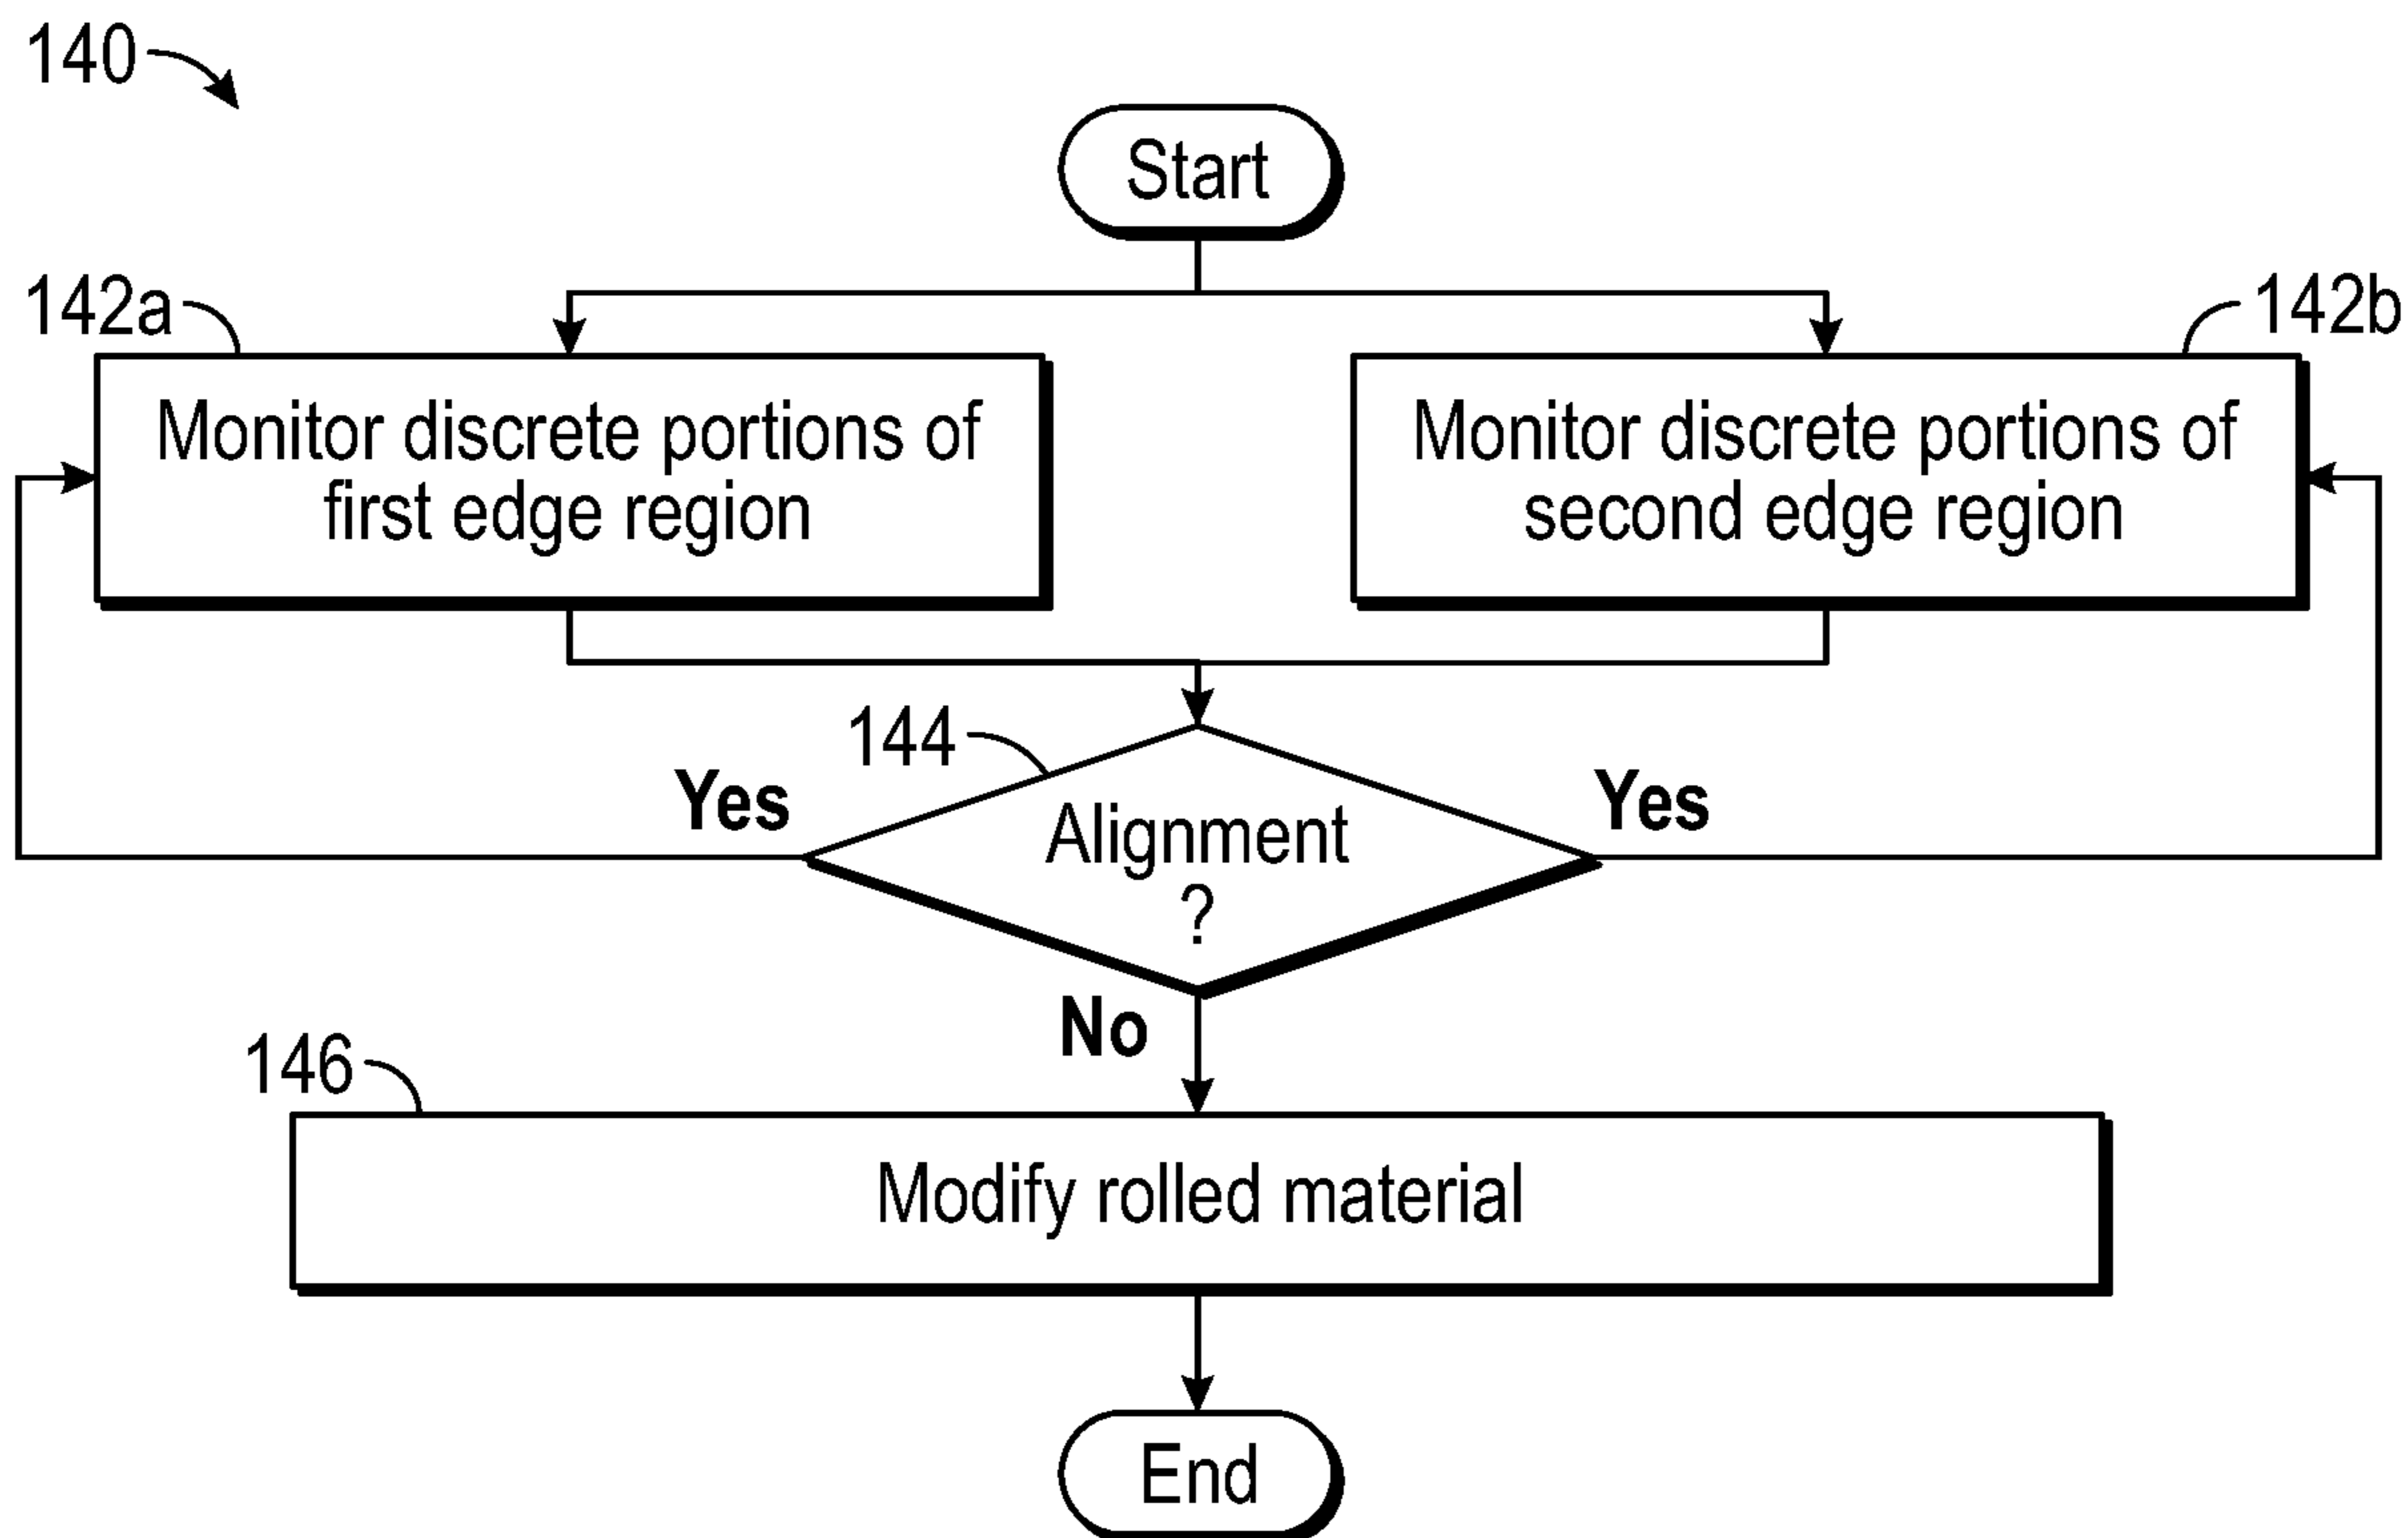 140
Start
142a
142b
Monitor discrete portions of
first edge region
Monitor discrete portions of
second edge region
144
Yes
Yes
Alignment
?
No
146
Modify rolled material
End